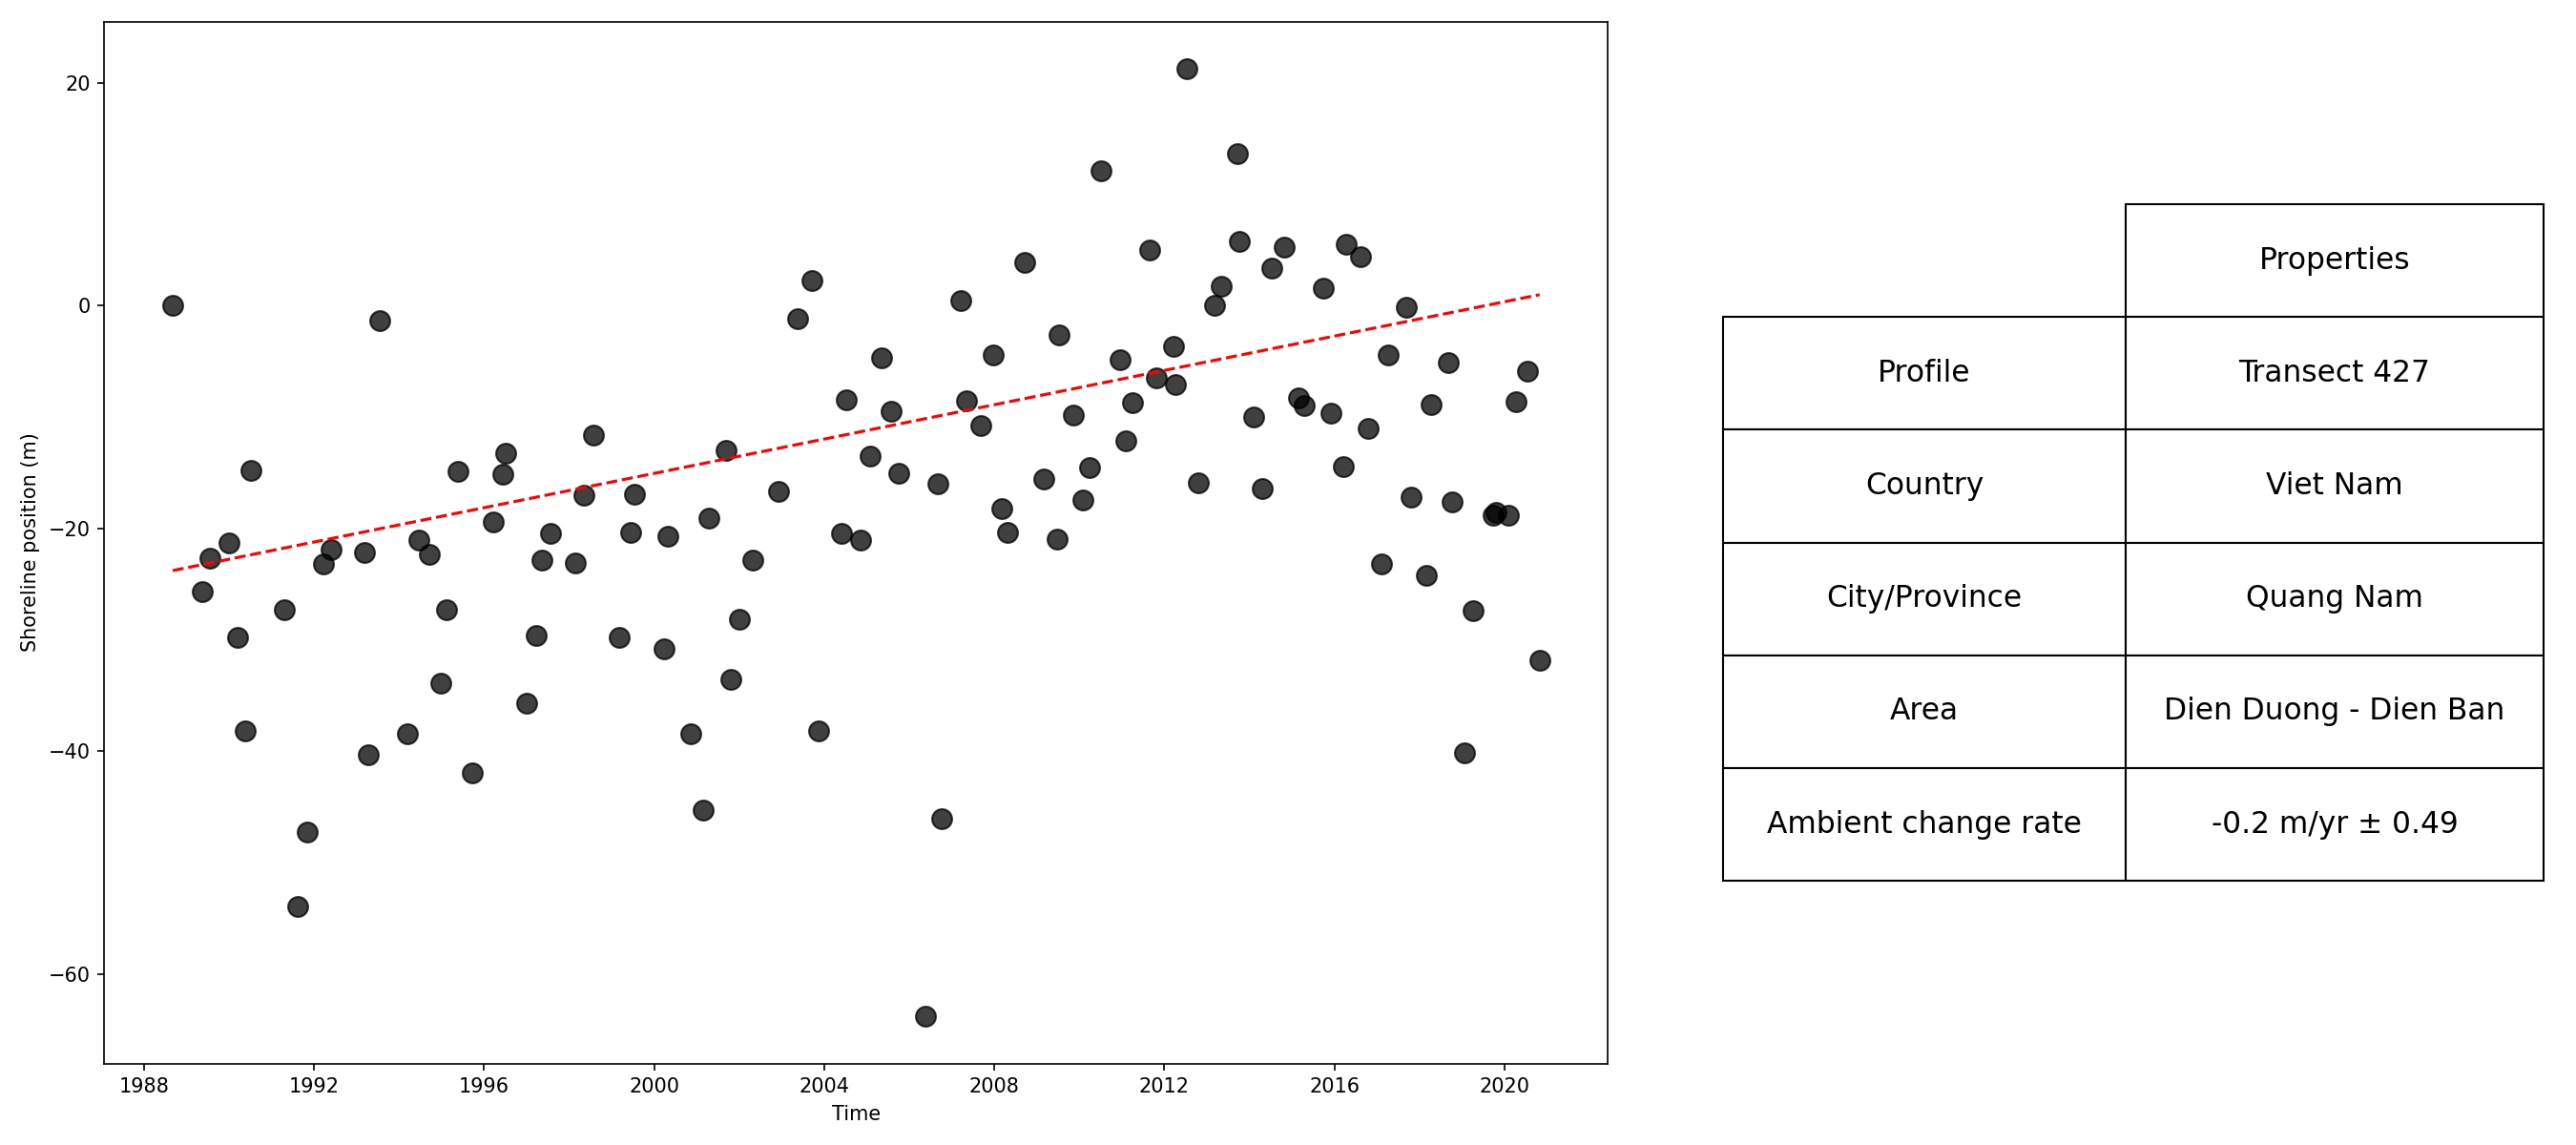 20
0
−20
−40
−60
Shoreline position (m)
1988 1992 1996 2000 2004 2008 2012 2016 2020
Time
Properties
Profile Transect 427
Country Viet Nam
City/Province Quang Nam
Area Dien Duong - Dien Ban
Ambient change rate -0.2 m/yr ± 0.49